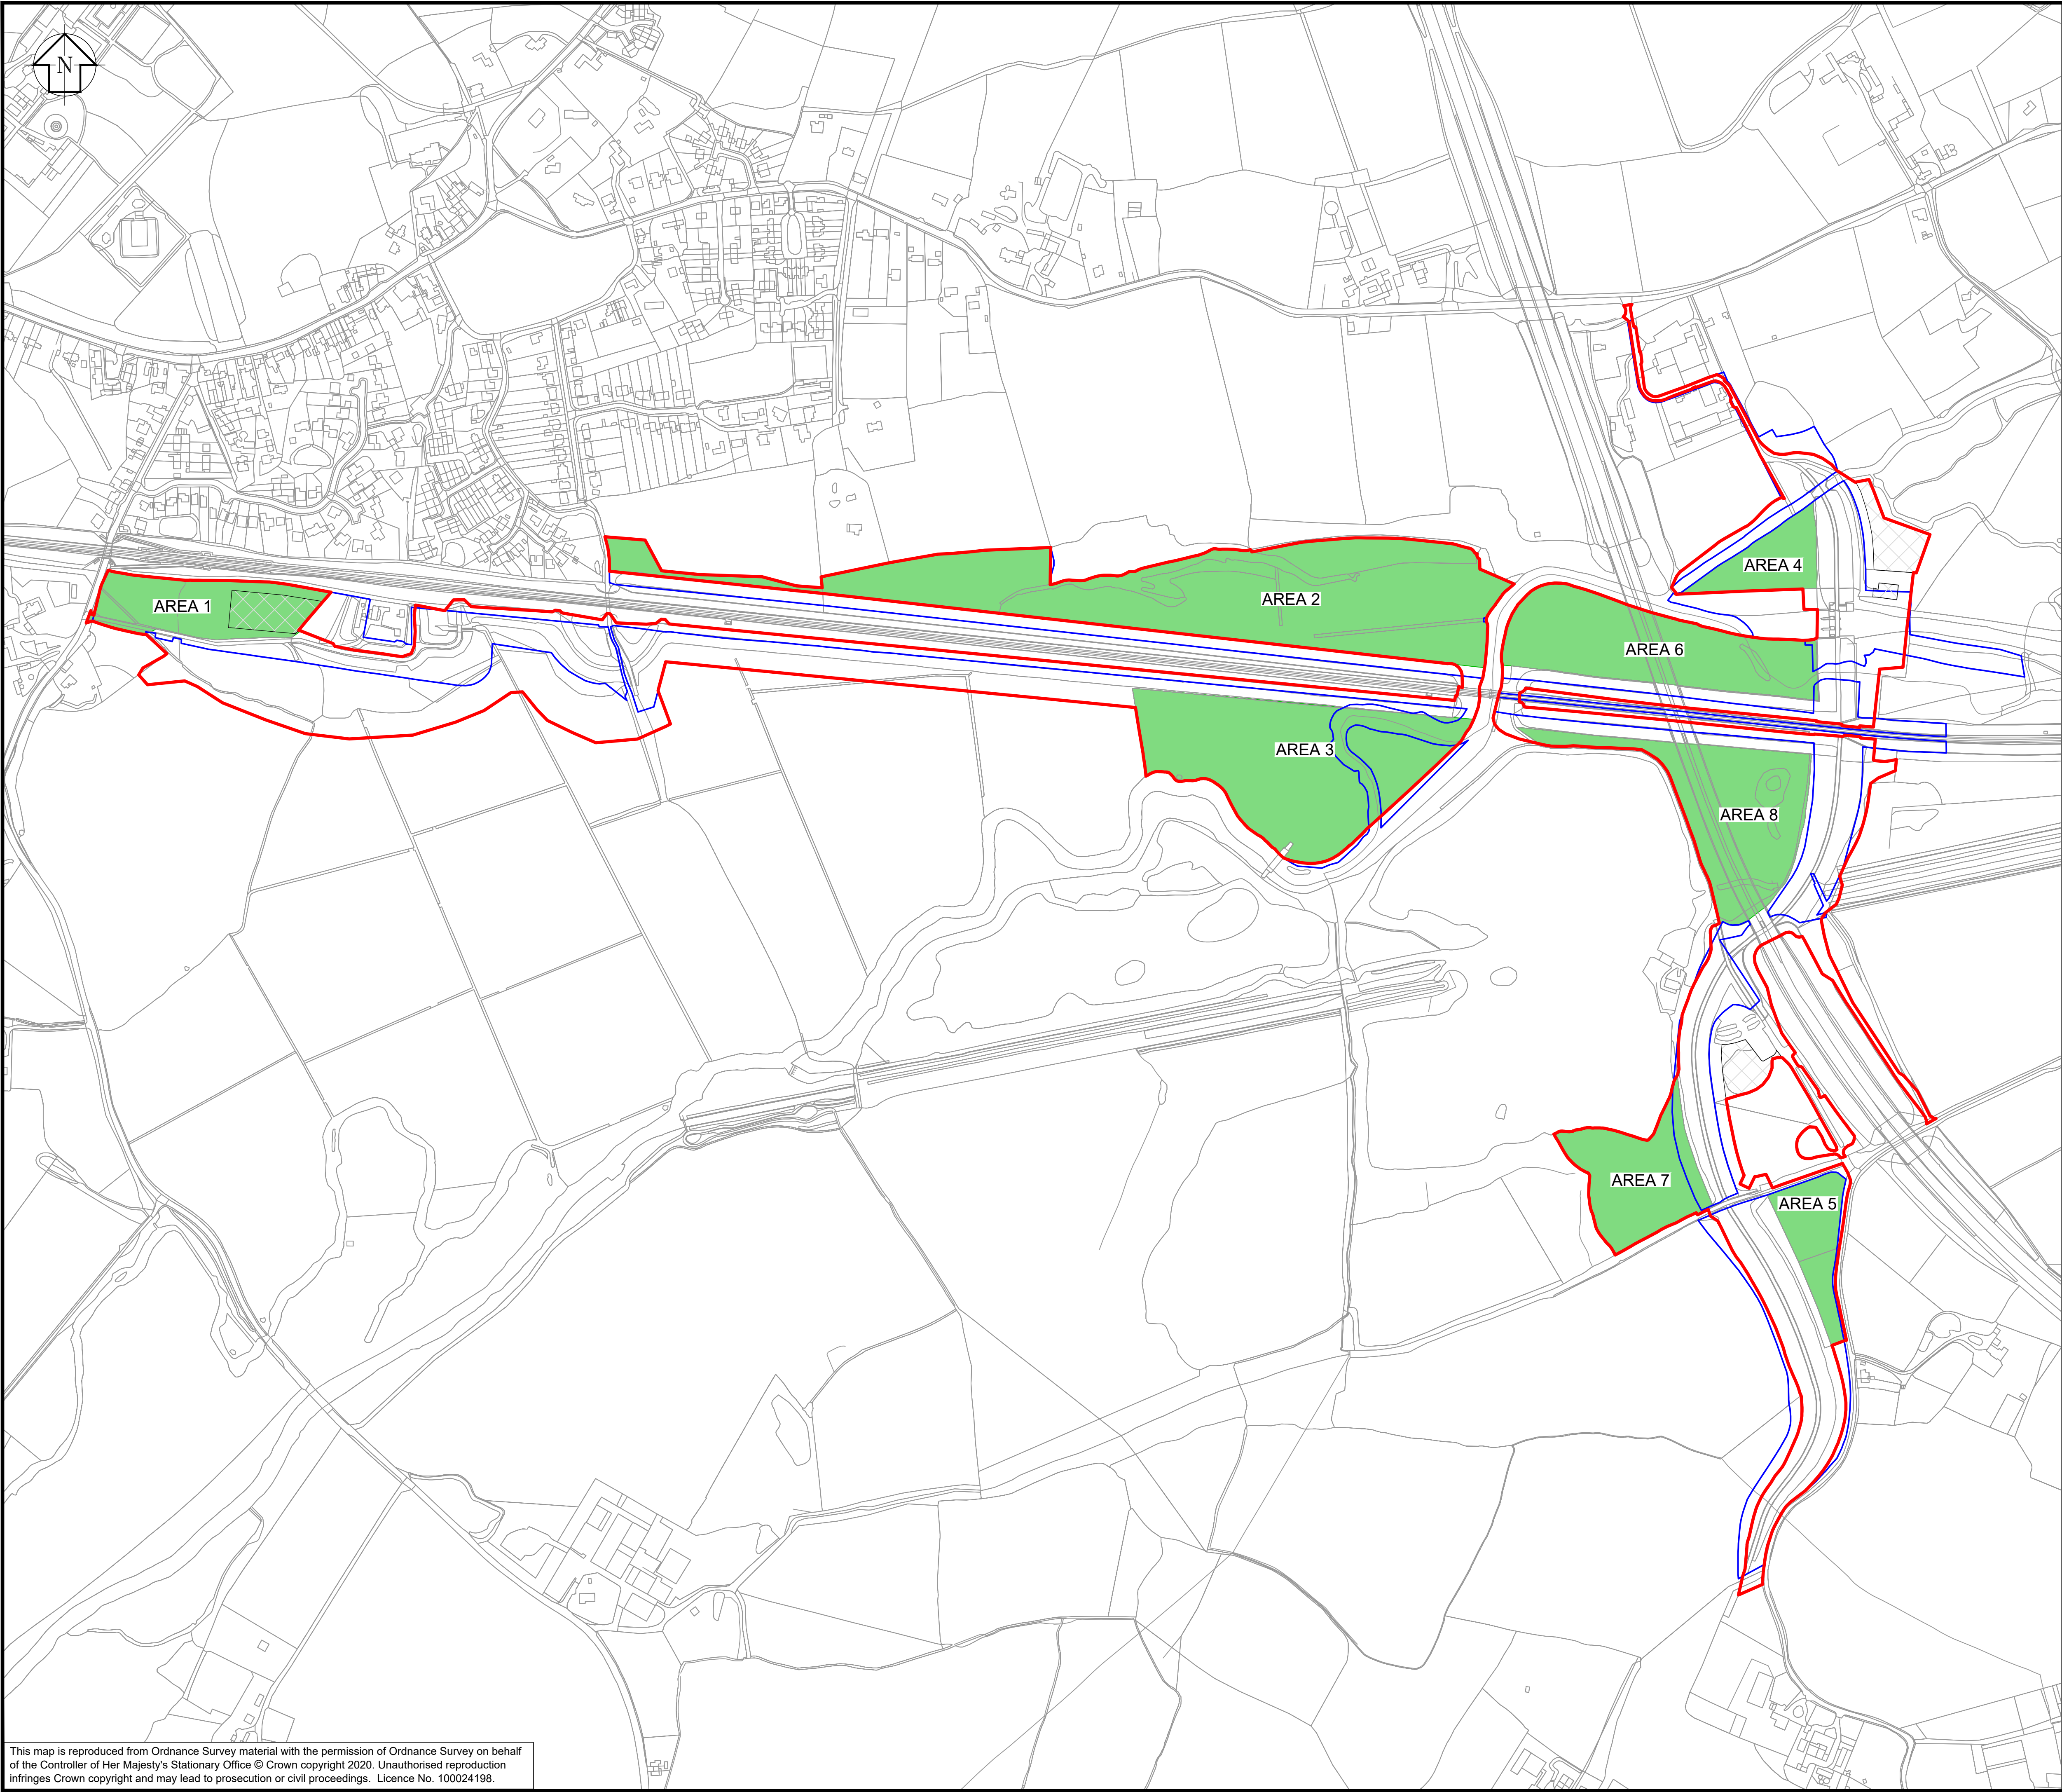 N
AREA 4
AREA 1
AREA 2
AREA 6
AREA 3
AREA 8
AREA 7
AREA 5
This map is reproduced from Ordnance Survey material with the permission of Ordnance Survey on behalf
of the Controller of Her Majesty's Stationary Office © Crown copyright 2020. Unauthorised reproduction
infringes Crown copyright and may lead to prosecution or civil proceedings.  Licence No. 100024198.